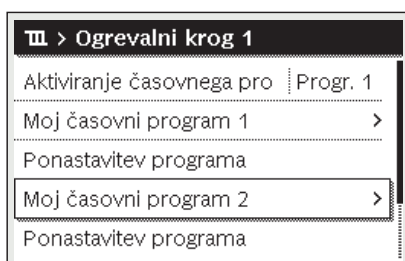 > Ogrevalni krog 1
Aktiviranje časovnega pro Progr. 1
Moj časovni program 1 >
Ponastavitev programa
Moj časovni program 2 >
Ponastavitev programa